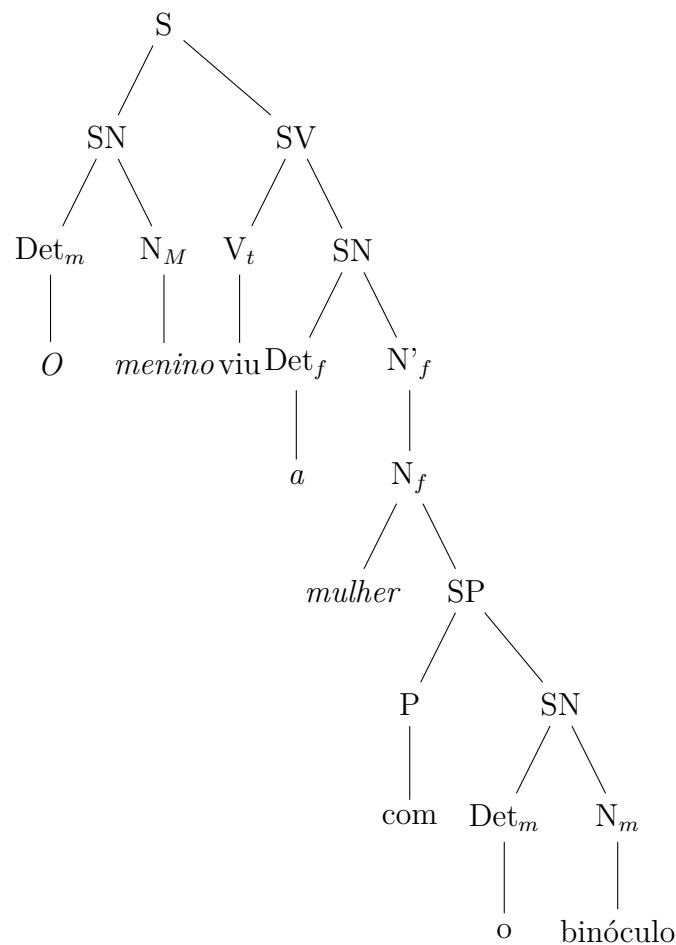 S
SN SV
Det_m N_M V_t SN
O menino viu Det_f N'_f
a N_f
mulher SP
P SN
com Det_m N_m
o binóculo